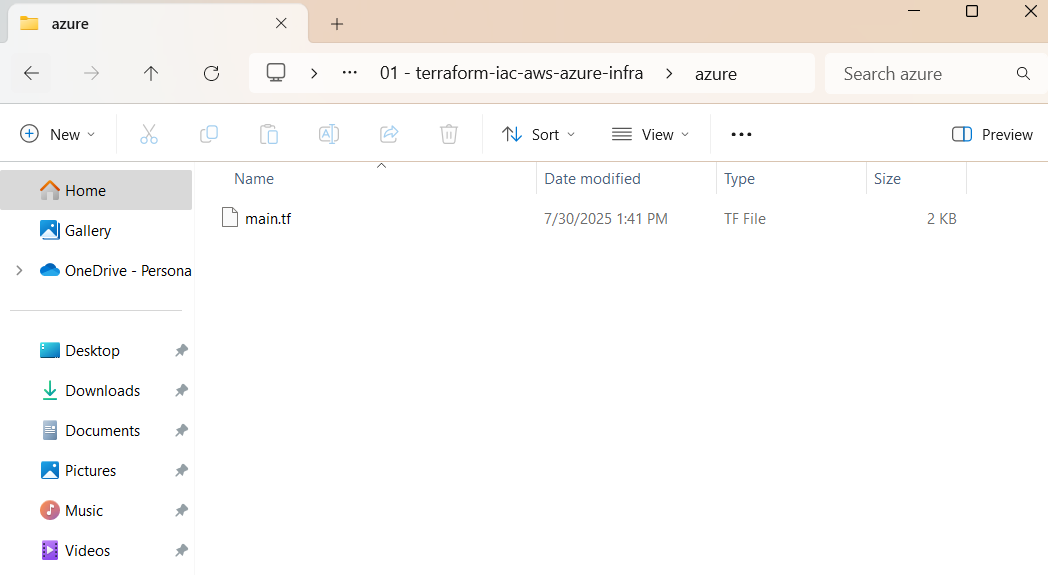 azure
01 - terraform-iac-aws-azure-infra > azure
Search azure
New
Sort
View
Preview
Name
Date modified
Type
Size
main.tf
7/30/2025 1:41 PM
TF File
2 KB
Home
Gallery
OneDrive - Persona
Desktop
Downloads
Documents
Pictures
Music
Videos